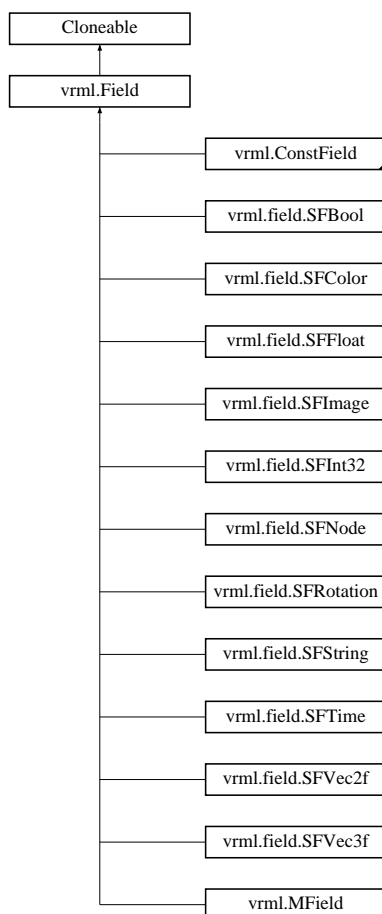 Cloneable
vrml.Field
vrml.ConstField
vrml.field.SFBool
vrml.field.SFColor
vrml.field.SFFloat
vrml.field.SFImage
vrml.field.SFInt32
vrml.field.SFNode
vrml.field.SFRotation
vrml.field.SFString
vrml.field.SFTime
vrml.field.SFVec2f
vrml.field.SFVec3f
vrml.MField